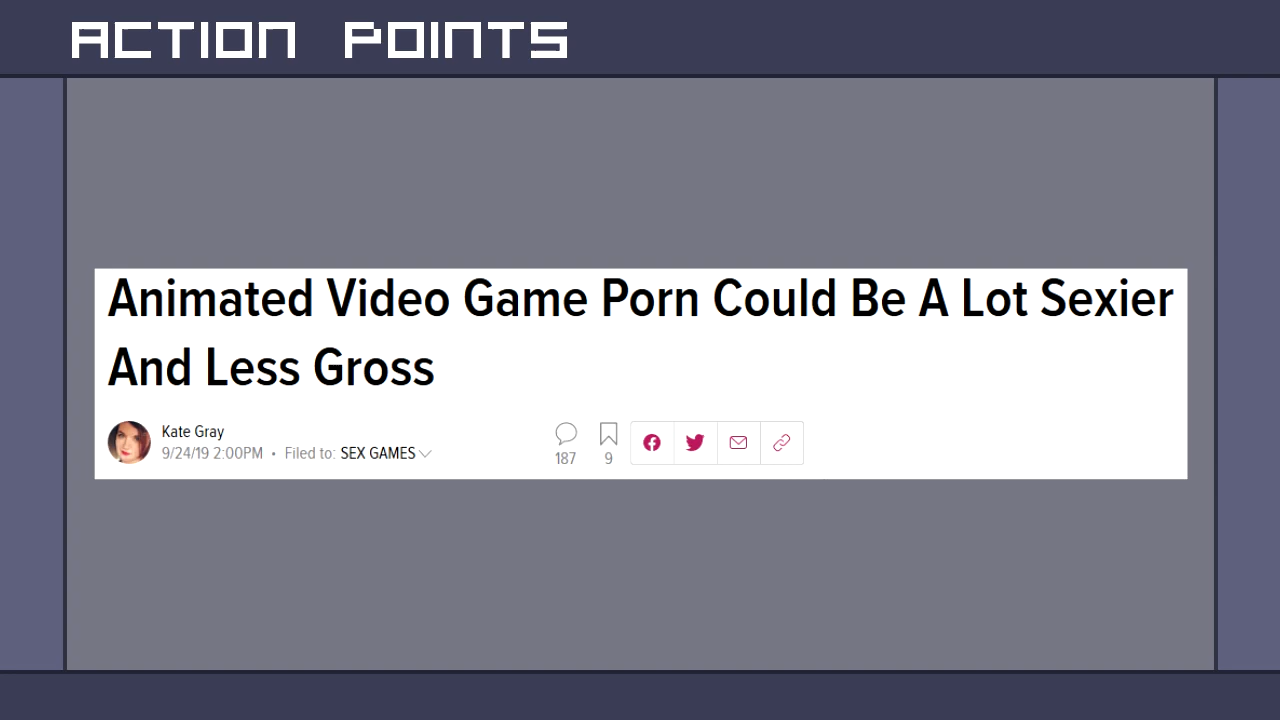 ACTION POINTS
Animated Video Game Porn Could Be A Lot Sexier
And Less Gross
Kate Gray
9/24/19 2:00PM • Filed to: SEX GAMES
187
9